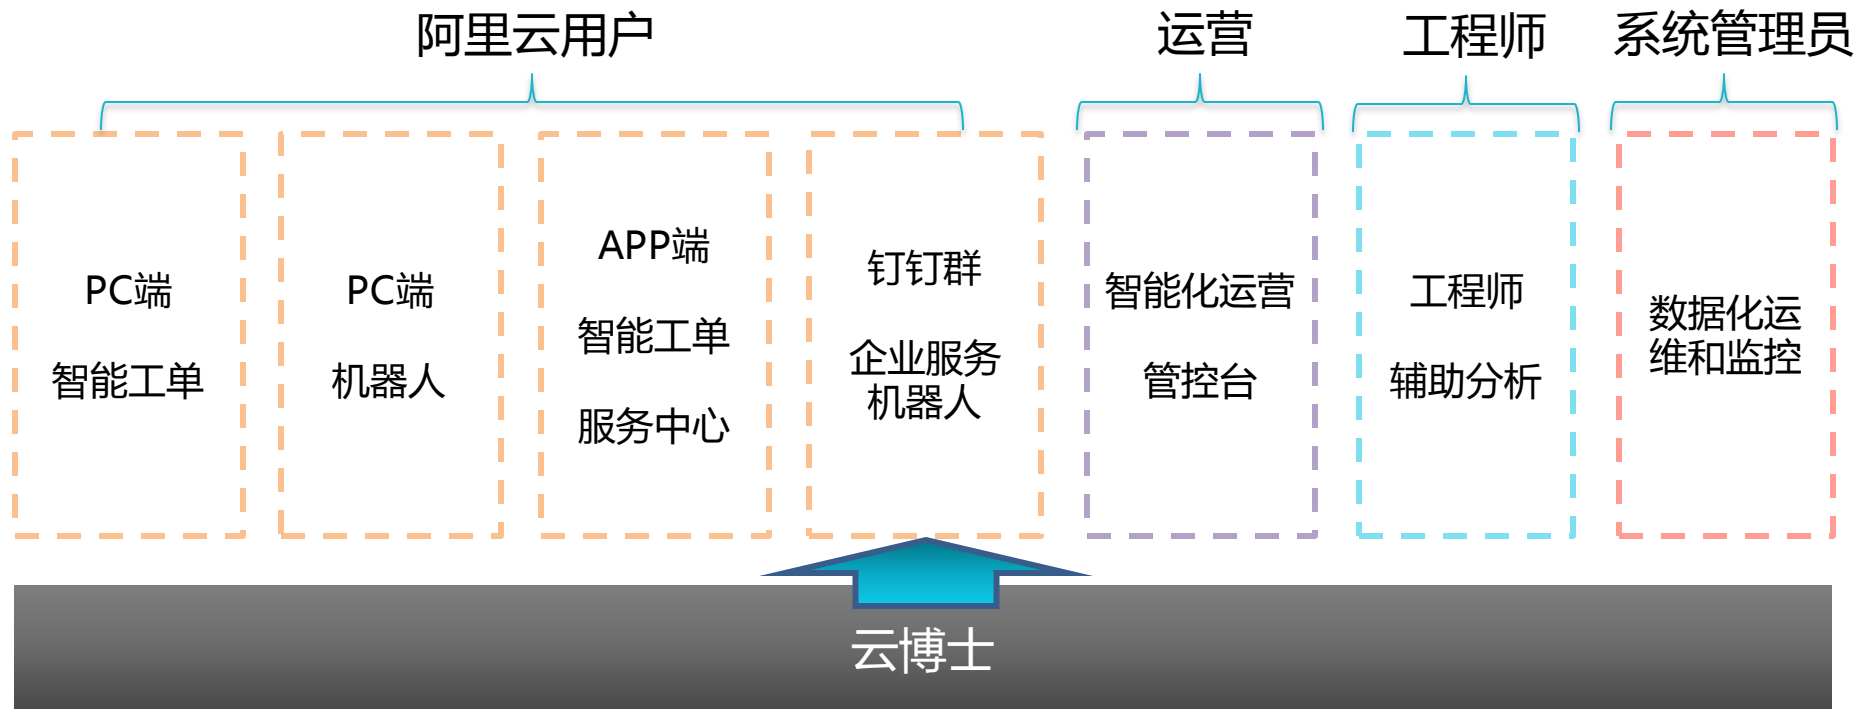 阿里云用户
运营
工程师
系统管理员
PC端
智能工单
PC端
机器人
APP端
智能工单
服务中心
钉钉群
企业服务
机器人
智能化运营
管控台
工程师
辅助分析
数据化运
维和监控
云博士